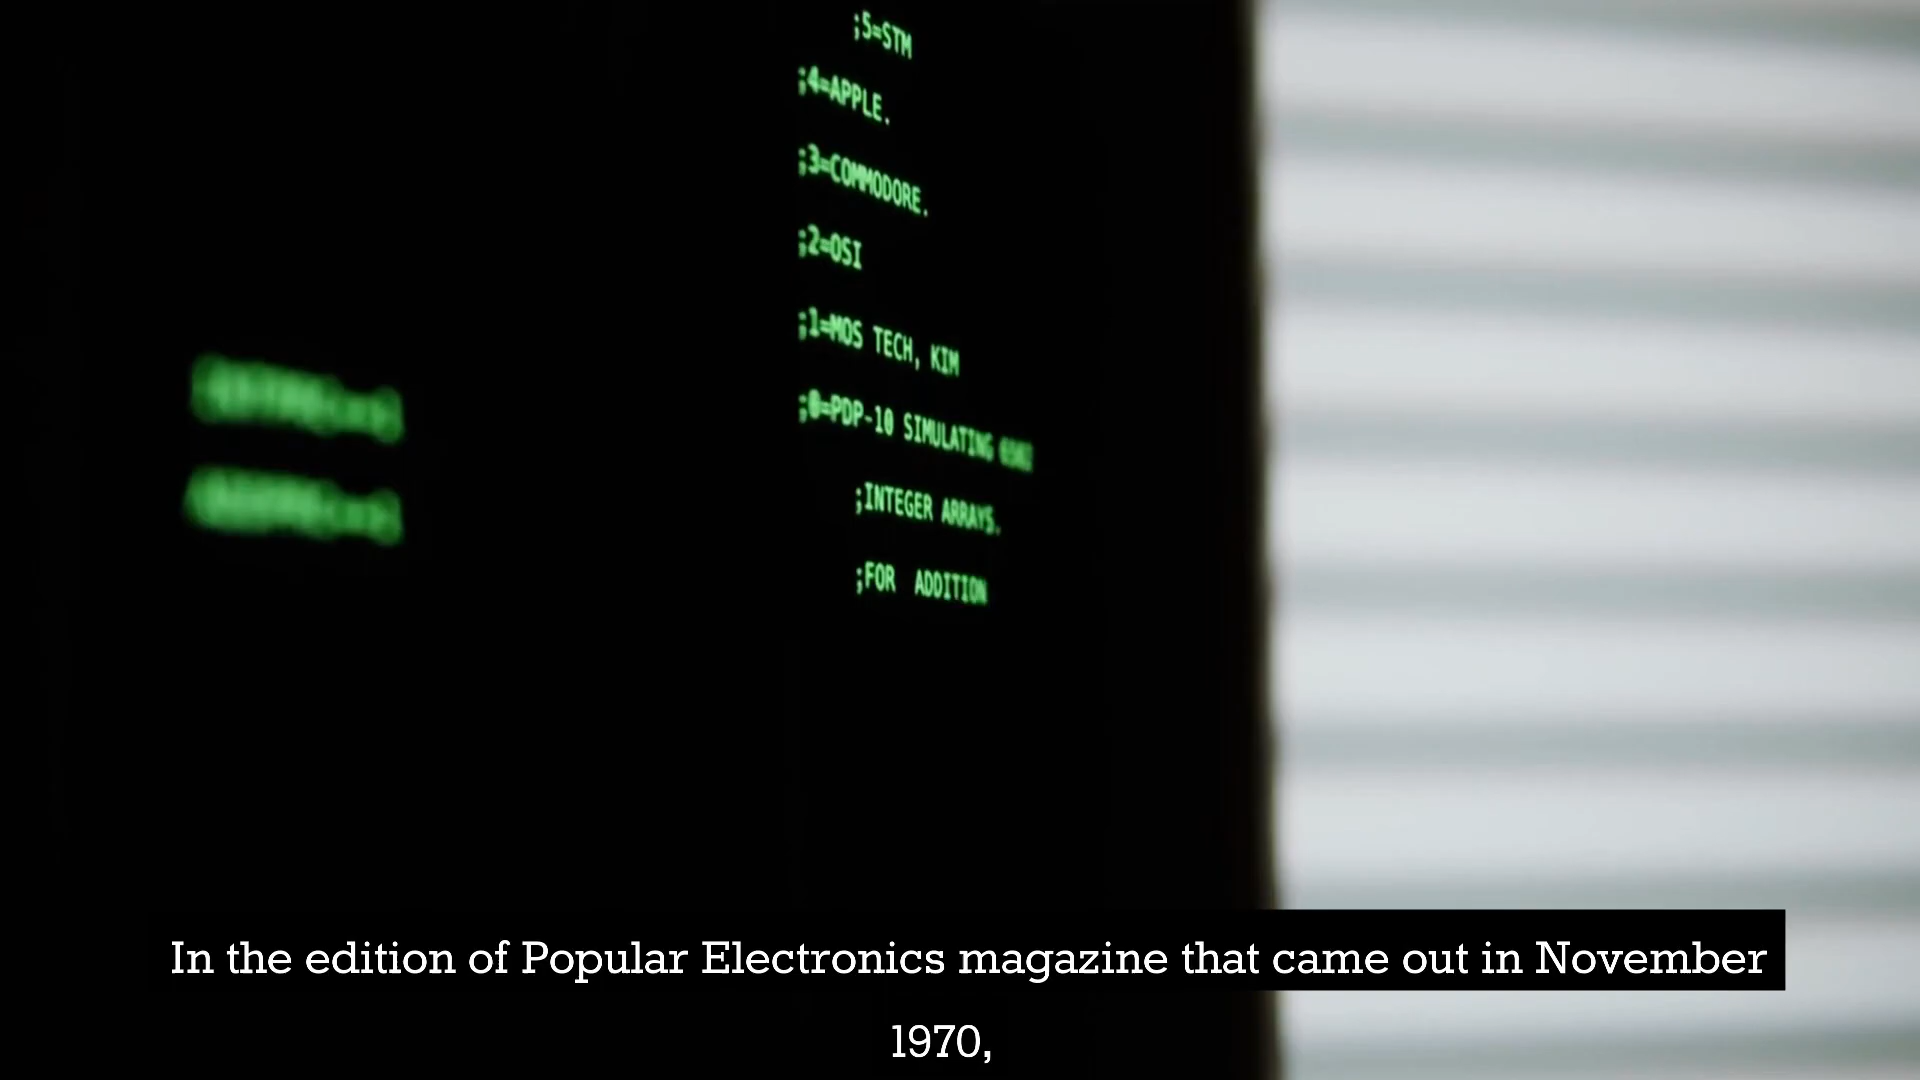 ;5=STM
;4=APPLE.
;3=COMMODORE.
;2=OSI
;1=MOS TECH, KIM
;0=PDP-10 SIMULATING
;INTEGER ARRAYS.
;FOR ADDITION
In the edition of Popular Electronics magazine that came out in November
1970,